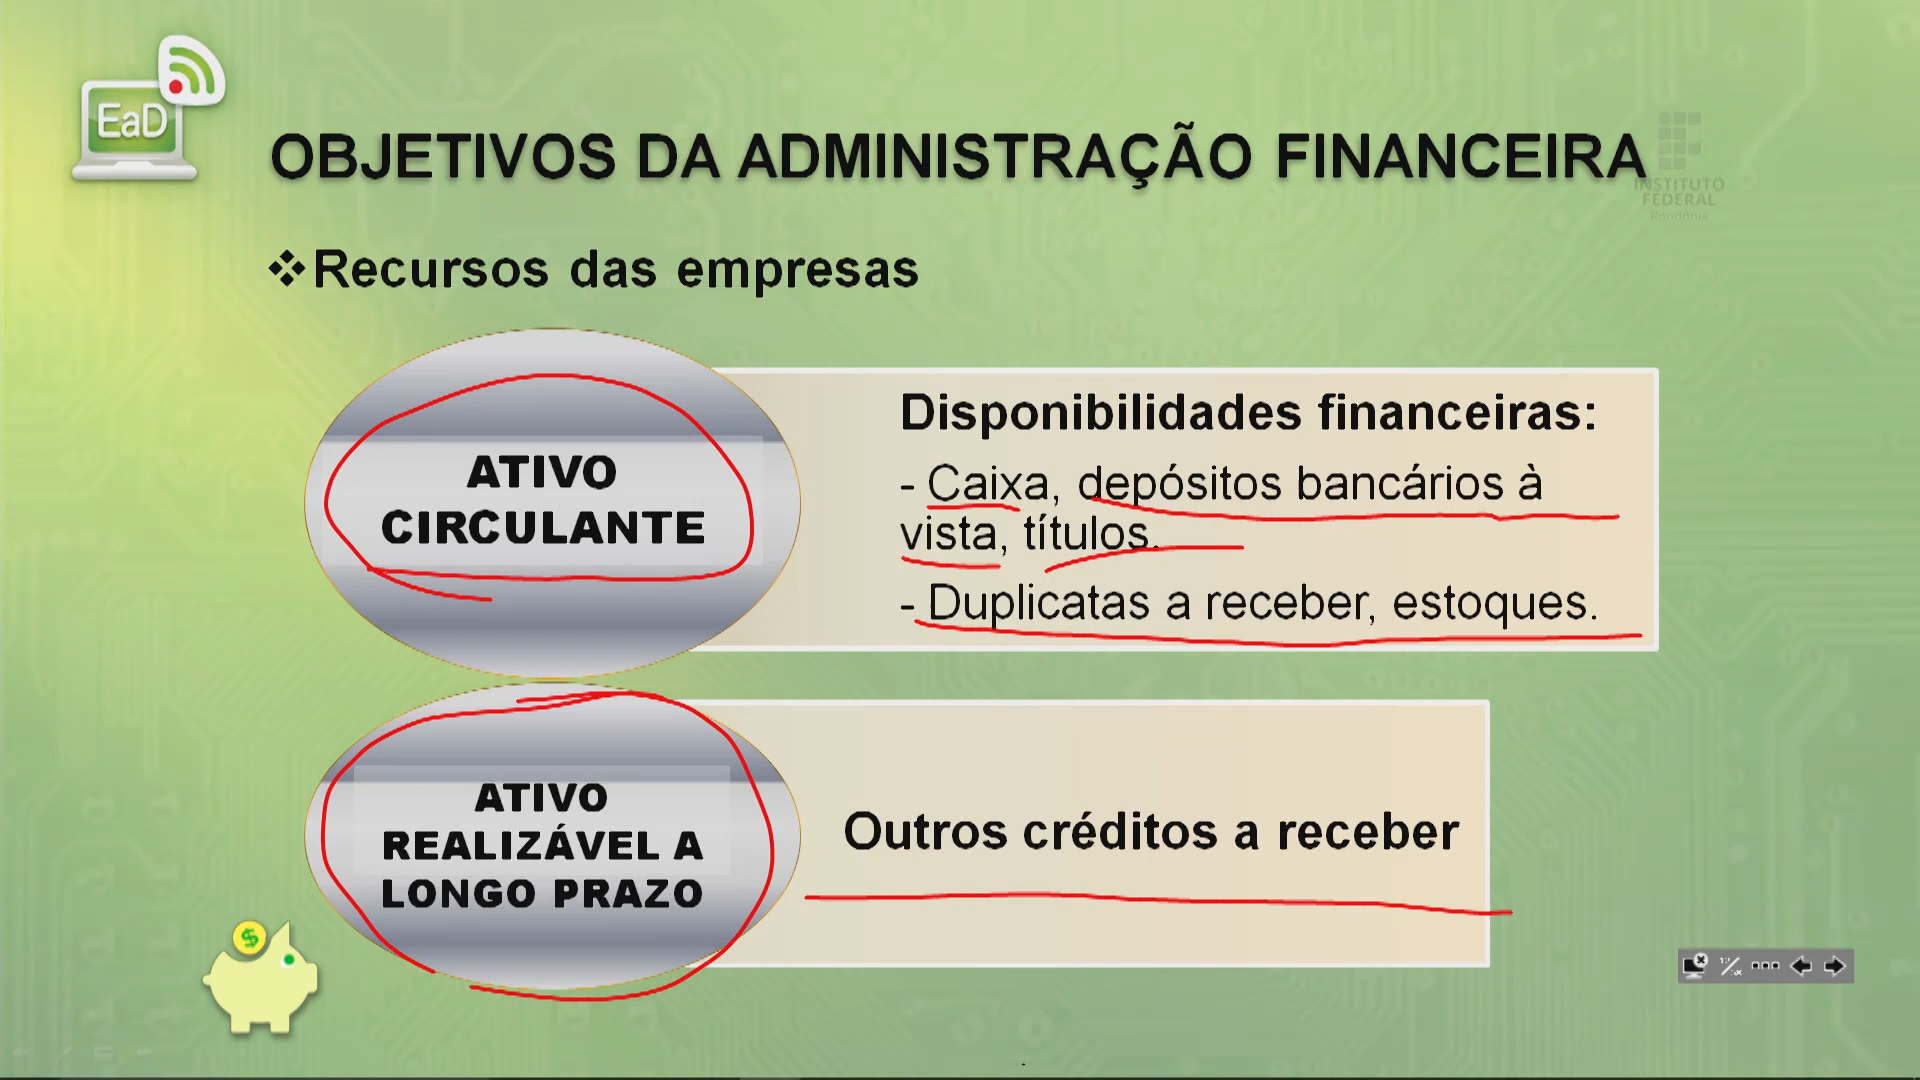 EaD
OBJETIVOS DA ADMINISTRAÇÃO FINANCEIRA
INSTITUTO
FEDERAL
Rondônia
❖Recursos das empresas
ATIVO
CIRCULANTE
Disponibilidades financeiras:
- Caixa, depósitos bancários à
vista, títulos.
- Duplicatas a receber, estoques.
ATIVO
REALIZÁVEL A
LONGO PRAZO
Outros créditos a receber
$